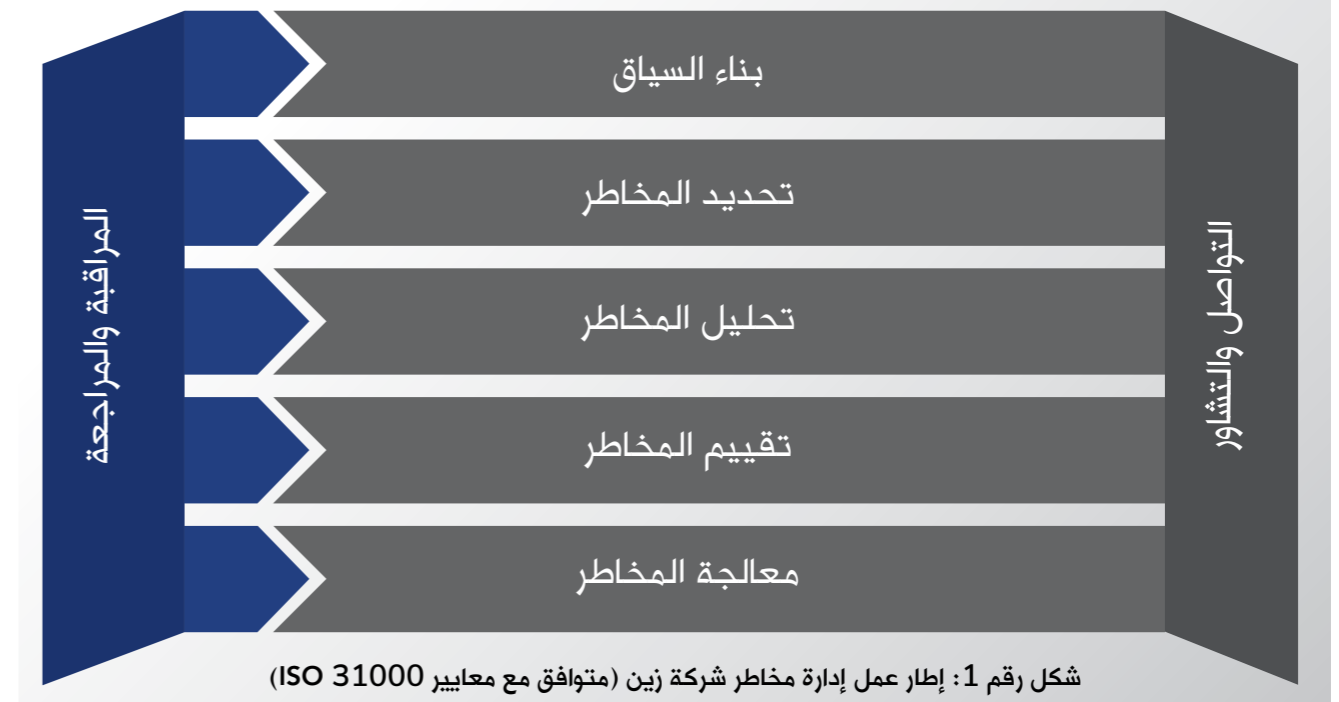 بناء السياق
تحديد المخاطر
تحليل المخاطر
تقييم المخاطر
معالجة المخاطر
التواصل والتشاور
المراقبة والمراجعة
شكل رقم 1: إطار عمل إدارة مخاطر شركة زين (متوافق مع معايير ISO 31000)